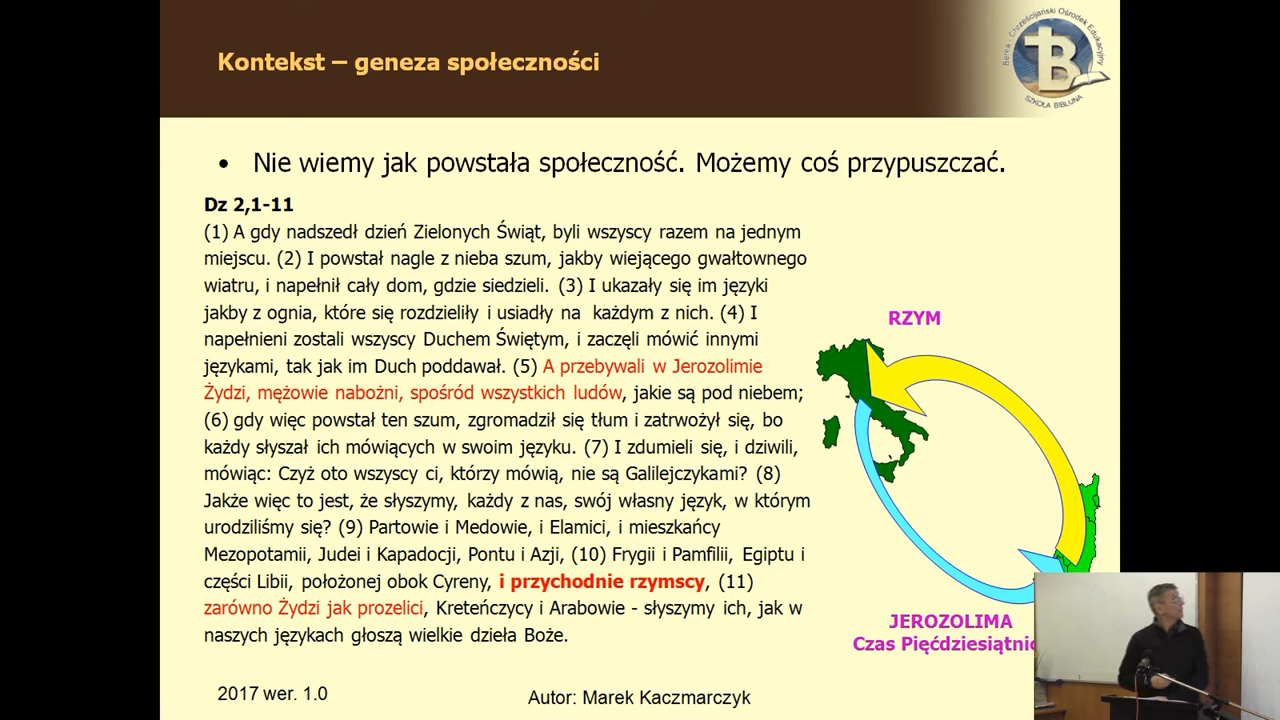 Kontekst – geneza społeczności
Berea - Chrześcijański Ośrodek Edukacyjny
SZKOŁA BIBLIJNA
• Nie wiemy jak powstała społeczność. Możemy coś przypuszczać.
Dz 2,1-11
(1) A gdy nadszedł dzień Zielonych Świąt, byli wszyscy razem na jednym
miejscu. (2) I powstał nagle z nieba szum, jakby wiejącego gwałtownego
wiatru, i napełnił cały dom, gdzie siedzieli. (3) I ukazały się im języki
jakby z ognia, które się rozdzieliły i usiadły na każdym z nich. (4) I
napełnieni zostali wszyscy Duchem Świętym, i zaczęli mówić innymi
językami, tak jak im Duch poddawał. (5) A przebywali w Jerozolimie
Żydzi, mężowie nabożni, spośród wszystkich ludów, jakie są pod niebem;
(6) gdy więc powstał ten szum, zgromadził się tłum i zatrwożył się, bo
każdy słyszał ich mówiących w swoim języku. (7) I zdumieli się, i dziwili,
mówiąc: Czyż oto wszyscy ci, którzy mówią, nie są Galilejczykami? (8)
Jakże więc to jest, że słyszymy, każdy z nas, swój własny język, w którym
urodziliśmy się? (9) Partowie i Medowie, i Elamici, i mieszkańcy
Mezopotamii, Judei i Kapadocji, Pontu i Azji, (10) Frygii i Pamfilii, Egiptu i
części Libii, położonej obok Cyreny, i przychodnie rzymscy, (11)
zarówno Żydzi jak prozelici, Kreteńczycy i Arabowie - słyszymy ich, jak w
naszych językach głoszą wielkie dzieła Boże.
RZYM
JEROZOLIMA
Czas Pięćdziesiątnic
2017 wer. 1.0
Autor: Marek Kaczmarczyk